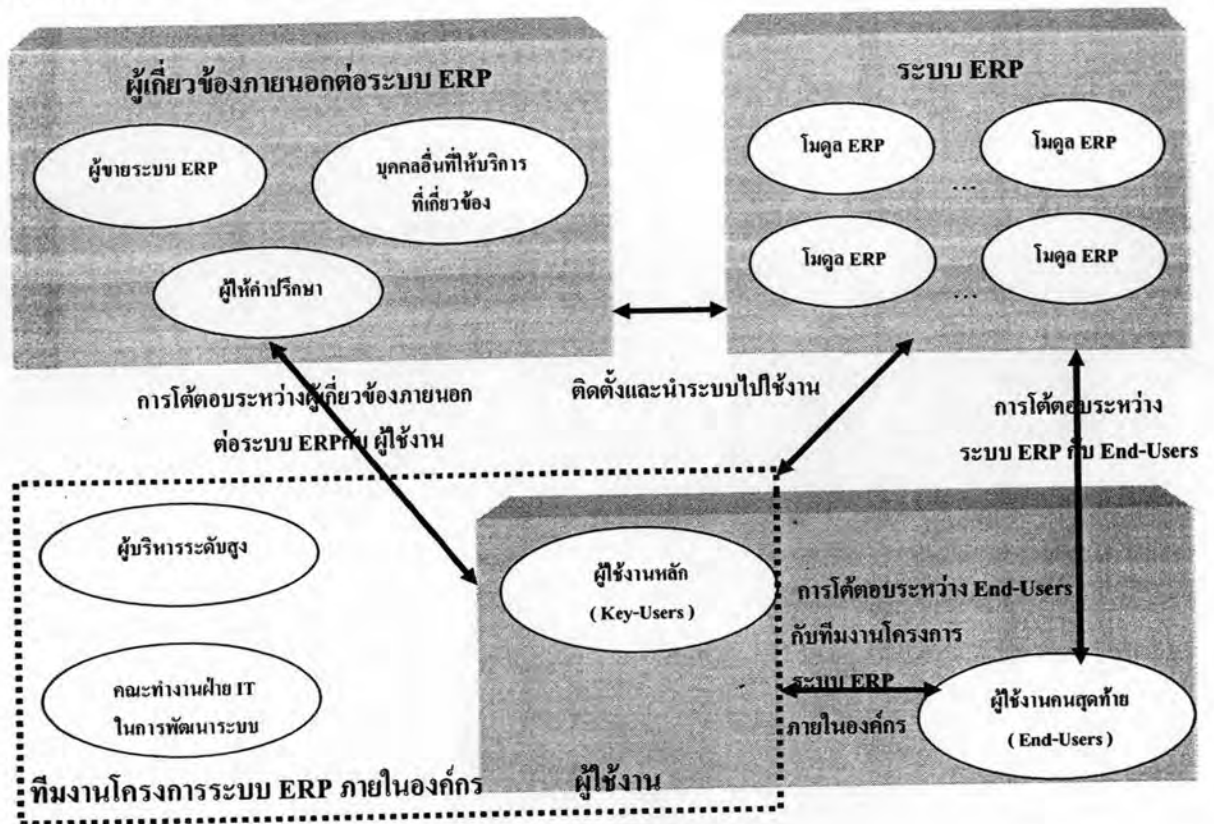 ผู้เกี่ยวข้องภายนอกต่อระบบ ERP
ผู้ขายระบบ ERP
บุคคลอื่นที่ให้บริการ
ที่เกี่ยวข้อง
ผู้ให้คำปรึกษา
ระบบ ERP
โมดูล ERP
โมดูล ERP
...
โมดูล ERP
โมดูล ERP
...
การโต้ตอบระหว่างผู้เกี่ยวข้องภายนอก
ต่อระบบ ERPกับ ผู้ใช้งาน
ติดตั้งและนำระบบไปใช้งาน
การโต้ตอบระหว่าง
ระบบ ERP กับ End-Users
ผู้บริหารระดับสูง
คณะทำงานฝ่าย IT
ในการพัฒนาระบบ
ทีมงานโครงการระบบ ERP ภายในองค์กร
ผู้ใช้งานหลัก
( Key-Users )
ผู้ใช้งาน
การโต้ตอบระหว่าง End-Users
กับทีมงานโครงการ
ระบบ ERP
ภายในองค์กร
ผู้ใช้งานคนสุดท้าย
( End-Users )